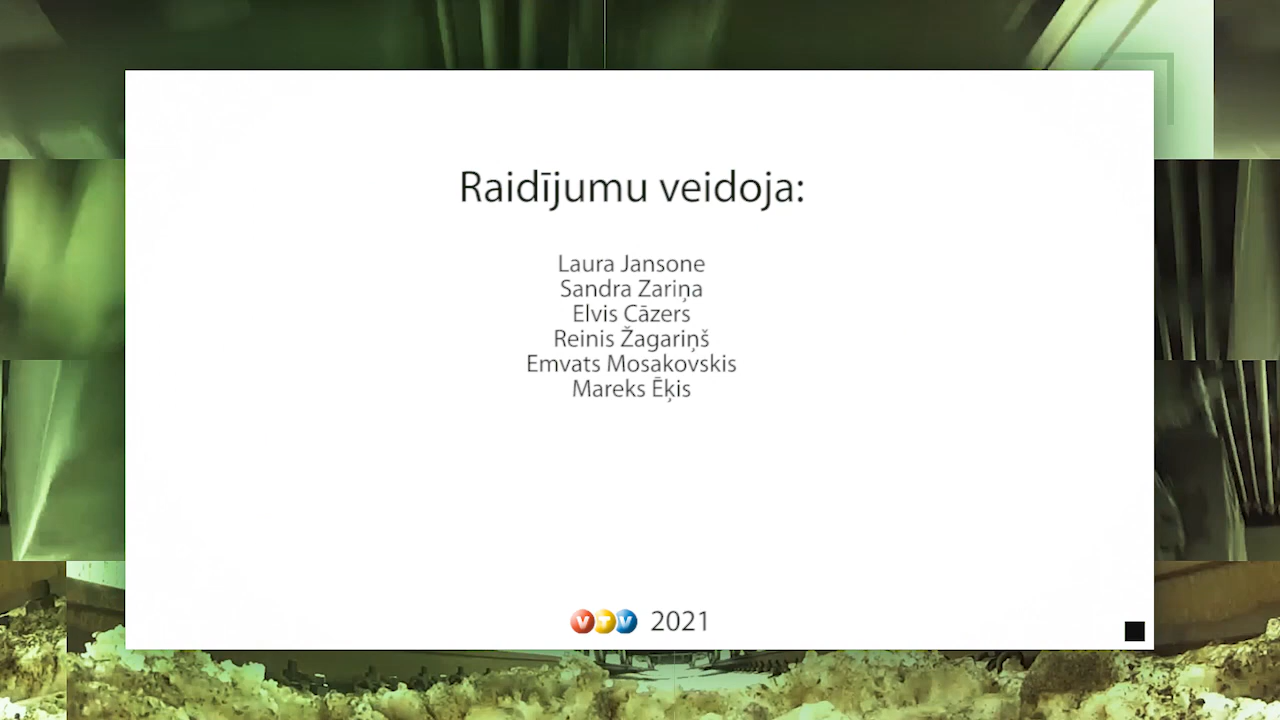 Raidījumu veidoja:
Laura Jansone
Sandra Zariņa
Elvis Cāzers
Reinis Žagariņš
Emvats Mosakovskis
Mareks Ēķis
VTV 2021